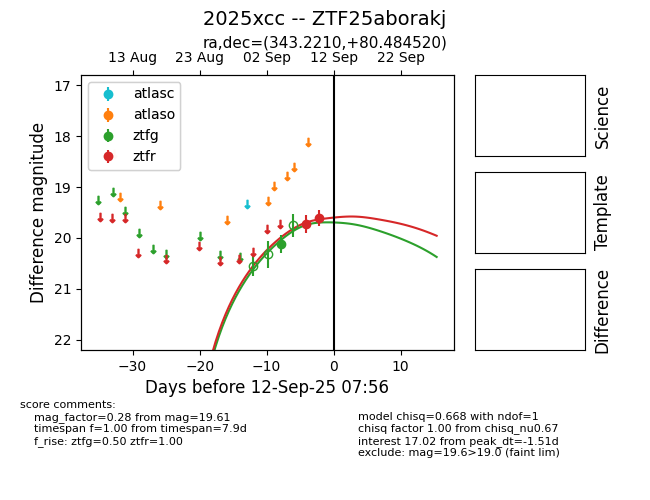 2025xcc -- ZTF25aborakj
ra,dec=(343.2210,+80.484520)
13 Aug 23 Aug 02 Sep 12 Sep 22 Sep
atlasc
atlaso
ztfg
ztfr
17
18
19
20
21
22
Difference magnitude
−30 −20 −10 0 10
Days before 12-Sep-25 07:56
Science
Template
Difference
score comments:
mag_factor=0.28 from mag=19.61
timespan f=1.00 from timespan=7.9d
f_rise: ztfg=0.50 ztfr=1.00
model chisq=0.668 with ndof=1
chisq factor 1.00 from chisq_nu0.67
interest 17.02 from peak_dt=-1.51d
exclude: mag=19.6>19.0 (faint lim)